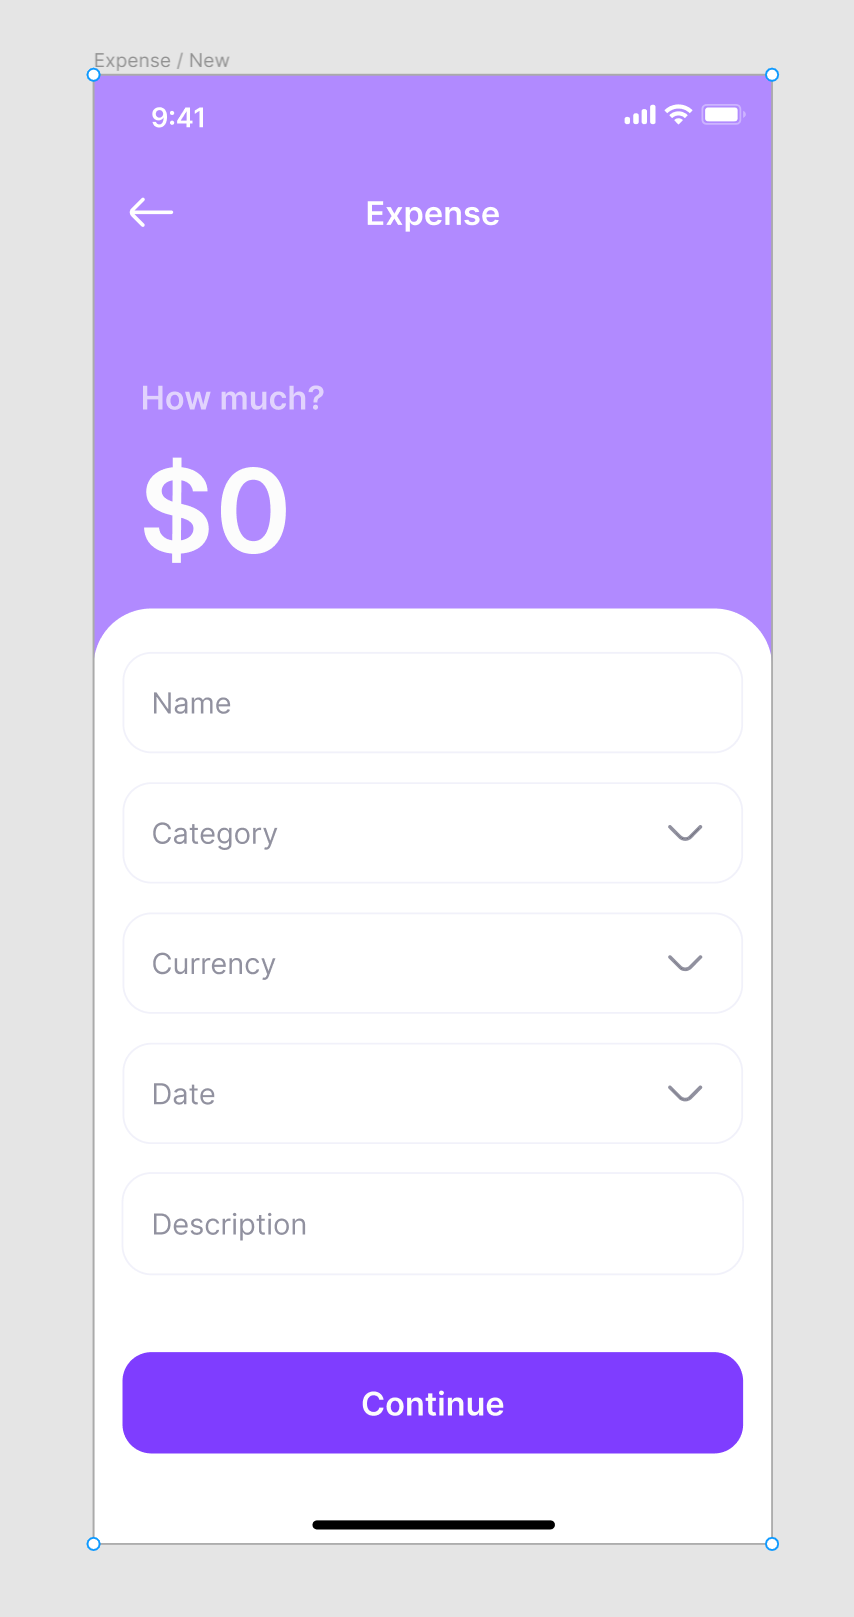 Expense / New
9:41
Expense
How much?
$0
Name
Category
Currency
Date
Description
Continue